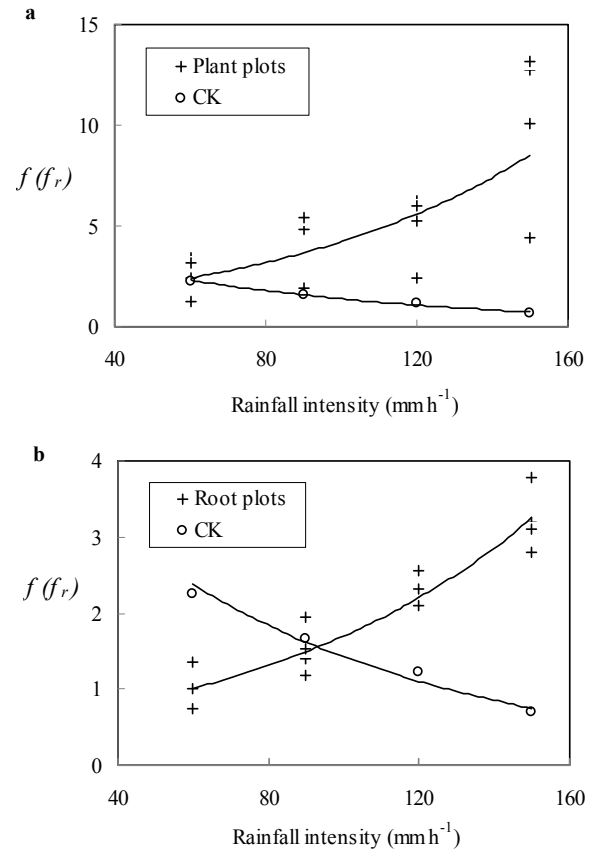 a
15
10
5
0
f (fr)
+ Plant plots
○ CK
40 80 120 160
Rainfall intensity (mm h⁻¹)
b
4
3
2
1
0
f (fr)
+ Root plots
○ CK
40 80 120 160
Rainfall intensity (mm h⁻¹)